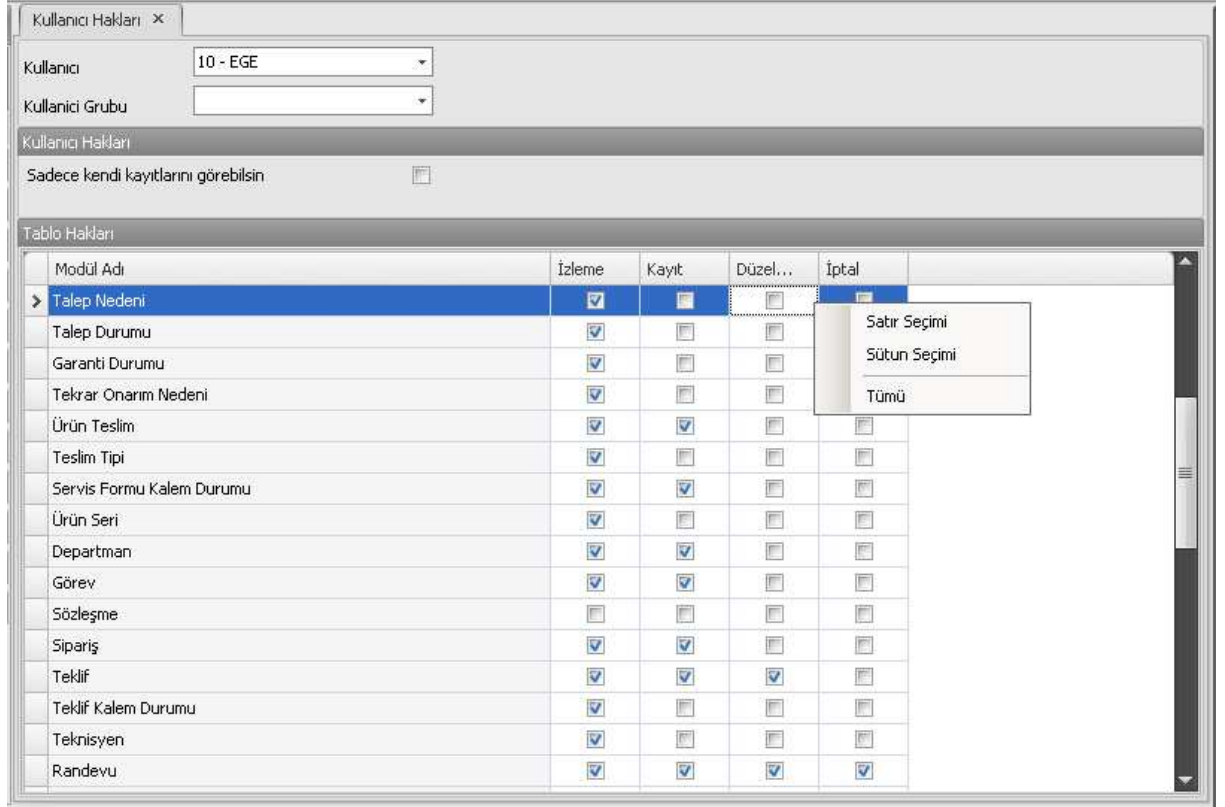 Kullanıcı Hakları ×
Kullanıcı 10 - EGE
Kullanici Grubu
Kullanıcı Hakları
Sadece kendi kayıtlarını görebilsin
Tablo Hakları
Modül Adı İzleme Kayıt Düzel... İptal
Talep Nedeni
Satır Seçimi
Talep Durumu
Sütun Seçimi
Garanti Durumu
Tekrar Onarım Nedeni Tümü
Ürün Teslim
Teslim Tipi
Servis Formu Kalem Durumu
Ürün Seri
Departman
Görev
Sözleşme
Sipariş
Teklif
Teklif Kalem Durumu
Teknisyen
Randevu